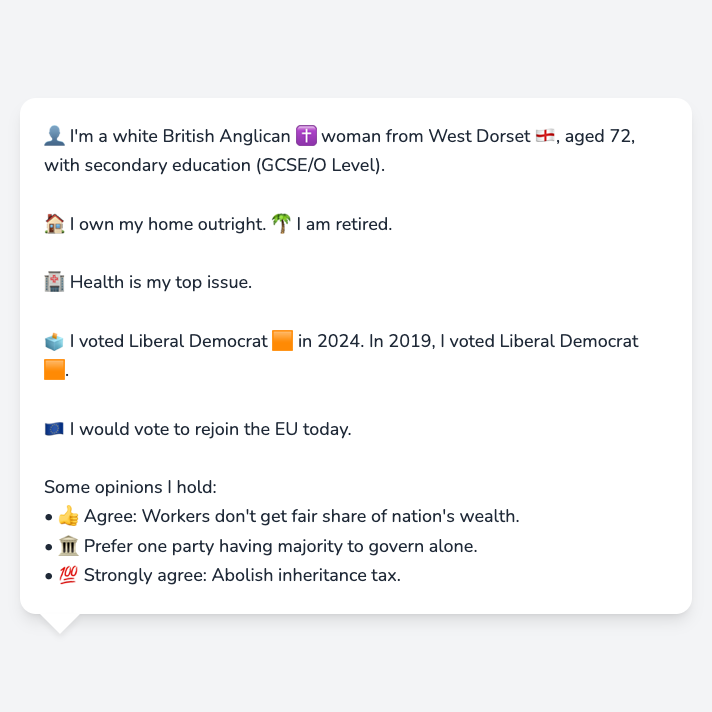 👤 I'm a white British Anglican ✝️ woman from West Dorset 🏴󠁧󠁢󠁥󠁮󠁧󠁿, aged 72,
with secondary education (GCSE/O Level).
🏠 I own my home outright. 🌴 I am retired.
🏥 Health is my top issue.
🗳️ I voted Liberal Democrat 🟧 in 2024. In 2019, I voted Liberal Democrat
🟧.
🇪🇺 I would vote to rejoin the EU today.
Some opinions I hold:
• 👍 Agree: Workers don't get fair share of nation's wealth.
• 🏛️ Prefer one party having majority to govern alone.
• 💯 Strongly agree: Abolish inheritance tax.